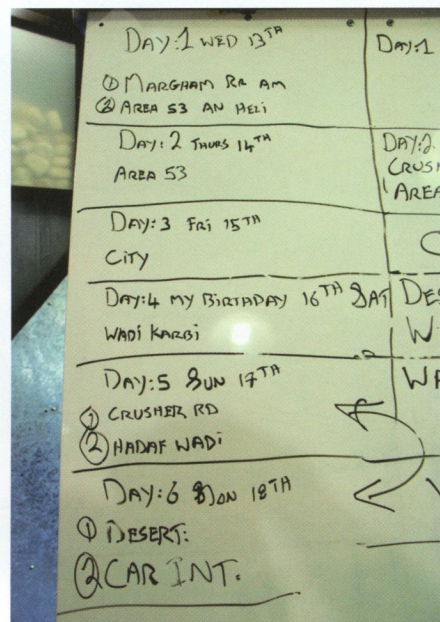 DAY:1 WED 13TH
① MARGHAM RR AM
② AREA 53 AN HELI
DAY:2 THURS 14TH
AREA 53
DAY:3 FRI 15TH
CITY
DAY:4 MY BIRTHDAY 16TH SAT
WADI KARBI
DAY:5 SUN 17TH
① CRUSHER RD
② HADAF WADI
DAY:6 MON 18TH
① DESERT:
② CAR INT.
DAY:1
DAY:2
CRUSH
AREA
DES
W
WA